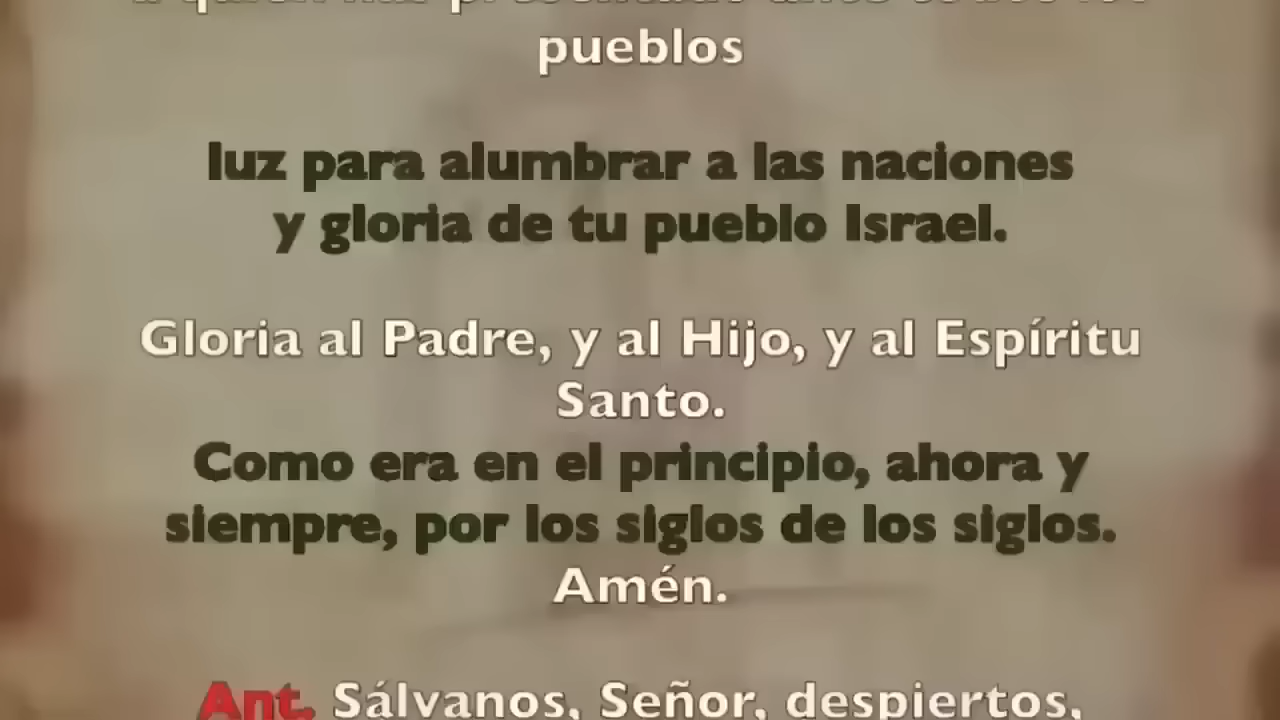 pueblos
luz para alumbrar a las naciones
y gloria de tu pueblo Israel.
Gloria al Padre, y al Hijo, y al Espíritu
Santo.
Como era en el principio, ahora y
siempre, por los siglos de los siglos.
Amén.
Ant. Sálvanos, Señor, despiertos,